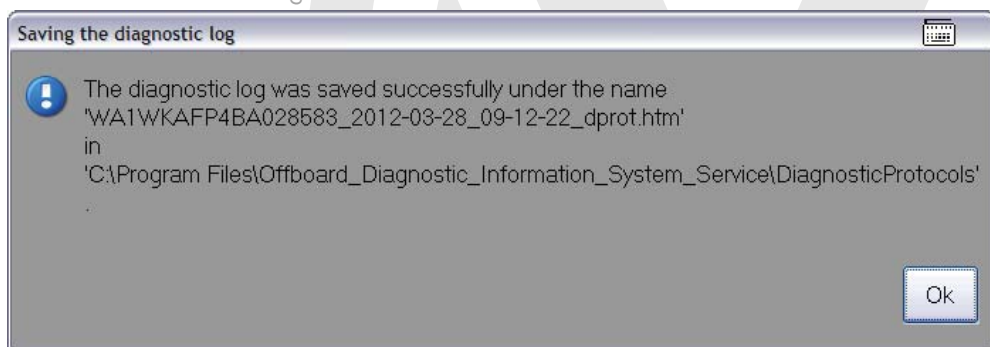 Saving the diagnostic log
The diagnostic log was saved successfully under the name
'WA1WKAFP4BA028583_2012-03-28_09-12-22_dprot.htm'
in
'C:\Program Files\Offboard_Diagnostic_Information_System_Service\DiagnosticProtocols'
.
Ok